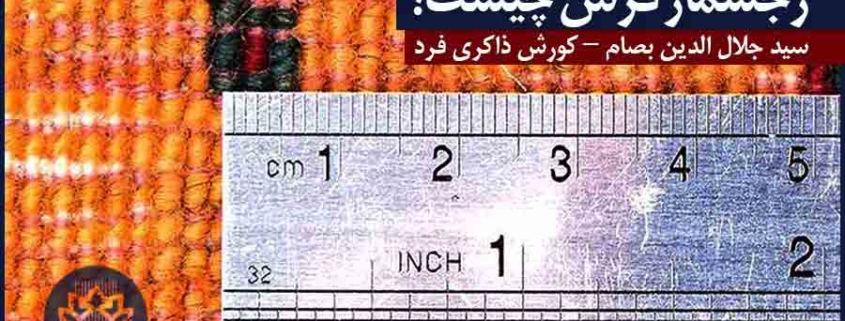 رجشمار فرش چیست؟
سید جلال الدین بصام – کورش ذاکری فرد
cm 1 2 3 4 5
INCH 1 2
32